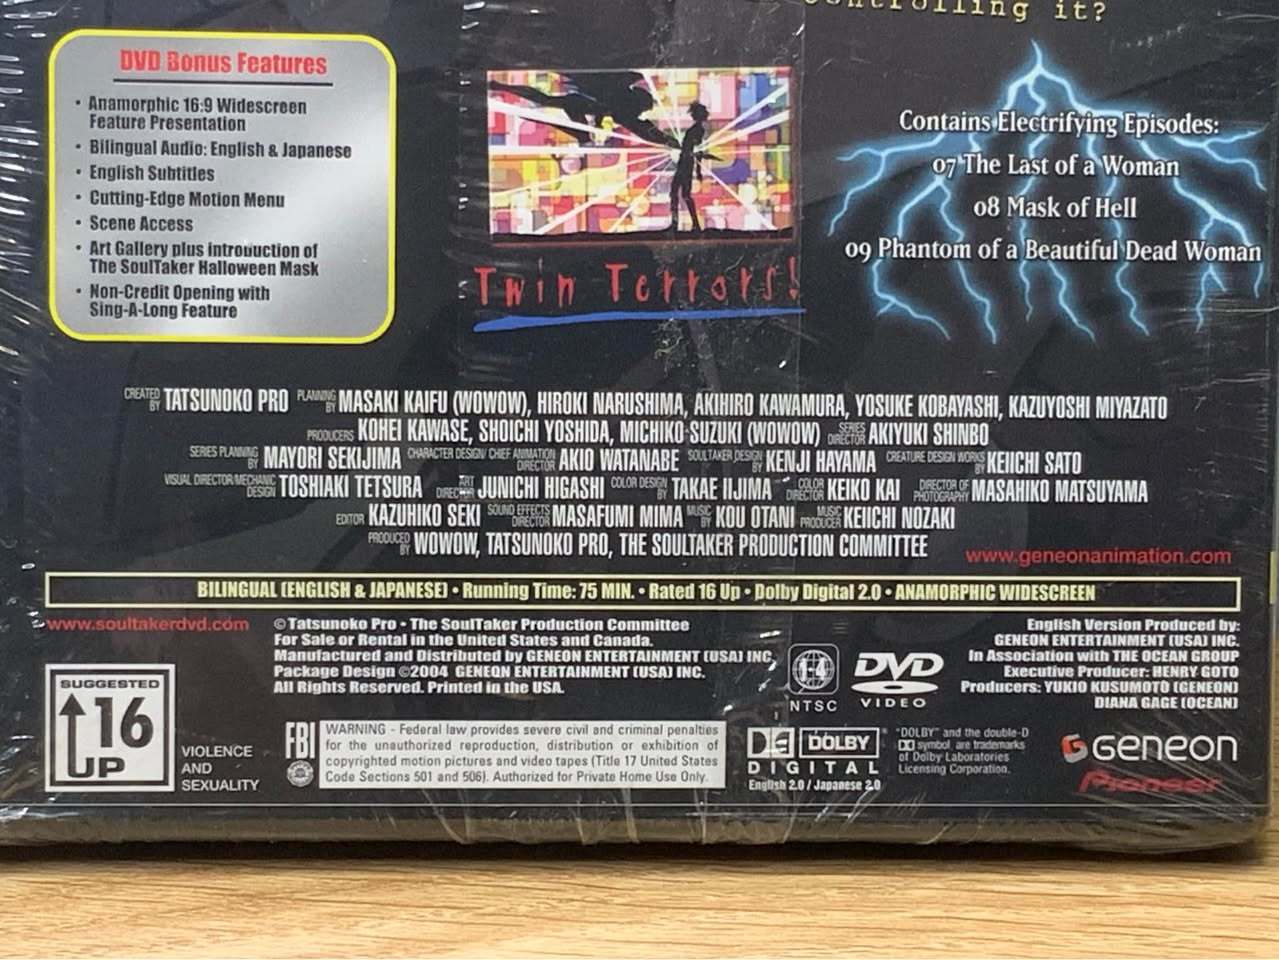 controlling it?
DVD Bonus Features
• Anamorphic 16:9 Widescreen
Feature Presentation
• Bilingual Audio: English & Japanese
• English Subtitles
• Cutting-Edge Motion Menu
• Scene Access
• Art Gallery plus introduction of
The SoulTaker Halloween Mask
• Non-Credit Opening with
Sing-A-Long Feature
Twin Terrors!
Contains Electrifying Episodes:
07 The Last of a Woman
08 Mask of Hell
09 Phantom of a Beautiful Dead Woman
CREATED BY TATSUNOKO PRO PLANNING BY MASAKI KAIFU (WOWOW), HIROKI NARUSHIMA, AKIHIRO KAWAMURA, YOSUKE KOBAYASHI, KAZUYOSHI MIYAZATO
PRODUCERS KOHEI KAWASE, SHOICHI YOSHIDA, MICHIKO SUZUKI (WOWOW) SERIES DIRECTOR AKIYUKI SHINBO
SERIES PLANNING BY MAYORI SEKIJIMA CHARACTER DESIGN/ CHIEF ANIMATION DIRECTOR AKIO WATANABE SOULTAKER DESIGN BY KENJI HAYAMA CREATURE DESIGN WORKS BY KEIICHI SATO
VISUAL DIRECTOR/MECHANIC DESIGN TOSHIAKI TETSURA ART DIRECTOR JUNICHI HIGASHI COLOR DESIGN BY TAKAE IIJIMA COLOR DIRECTOR KEIKO KAI DIRECTOR OF PHOTOGRAPHY MASAHIKO MATSUYAMA
EDITOR KAZUHIKO SEKI SOUND EFFECTS DIRECTOR MASAFUMI MIMA MUSIC BY KOU OTANI MUSIC PRODUCER KEIICHI NOZAKI
PRODUCED BY WOWOW, TATSUNOKO PRO, THE SOULTAKER PRODUCTION COMMITTEE
www.geneonanimation.com
BILINGUAL (ENGLISH & JAPANESE) • Running Time: 75 MIN. • Rated 16 Up • Dolby Digital 2.0 • ANAMORPHIC WIDESCREEN
www.soultakerdvd.com
© Tatsunoko Pro • The SoulTaker Production Committee
For Sale or Rental in the United States and Canada.
Manufactured and Distributed by GENEON ENTERTAINMENT (USA) INC.
Package Design ©2004 GENEON ENTERTAINMENT (USA) INC.
All Rights Reserved. Printed in the USA.
1-4
NTSC
DVD
VIDEO
English Version Produced by:
GENEON ENTERTAINMENT (USA) INC.
In Association with THE OCEAN GROUP
Executive Producer: HENRY GOTO
Producers: YUKIO KUSUMOTO (GENEON)
DIANA GAGE (OCEAN)
SUGGESTED
16
UP
VIOLENCE
AND
SEXUALITY
FBI
WARNING - Federal law provides severe civil and criminal penalties
for the unauthorized reproduction, distribution or exhibition of
copyrighted motion pictures and video tapes (Title 17 United States
Code Sections 501 and 506). Authorized for Private Home Use Only.
DOLBY
DIGITAL
English 2.0 / Japanese 2.0
"DOLBY" and the double-D
symbol are trademarks
of Dolby Laboratories
Licensing Corporation.
GENEON
Pioneer